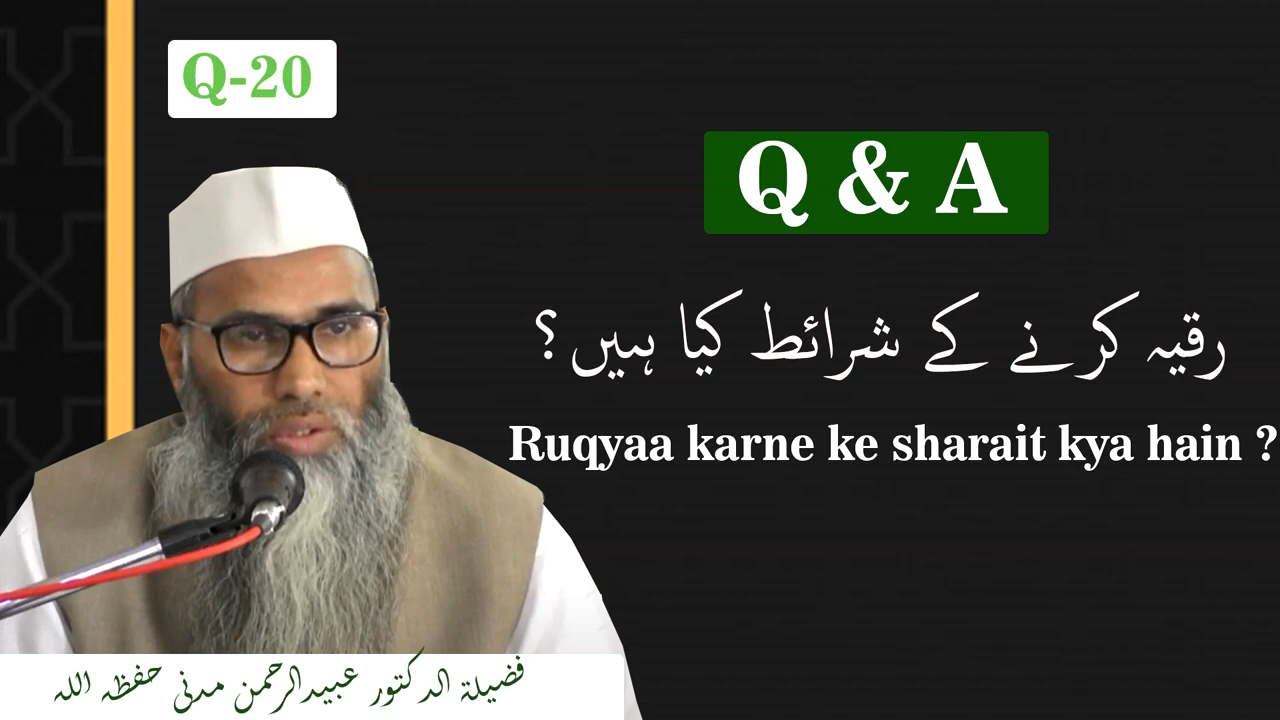 Q-20
Q & A
رقیہ کرنے کے شرائط کیا ہیں؟
Ruqyaa karne ke sharait kya hain ?
فضیلۃ الدکتور عبیدالرحمن مدنی حفظہ اللہ